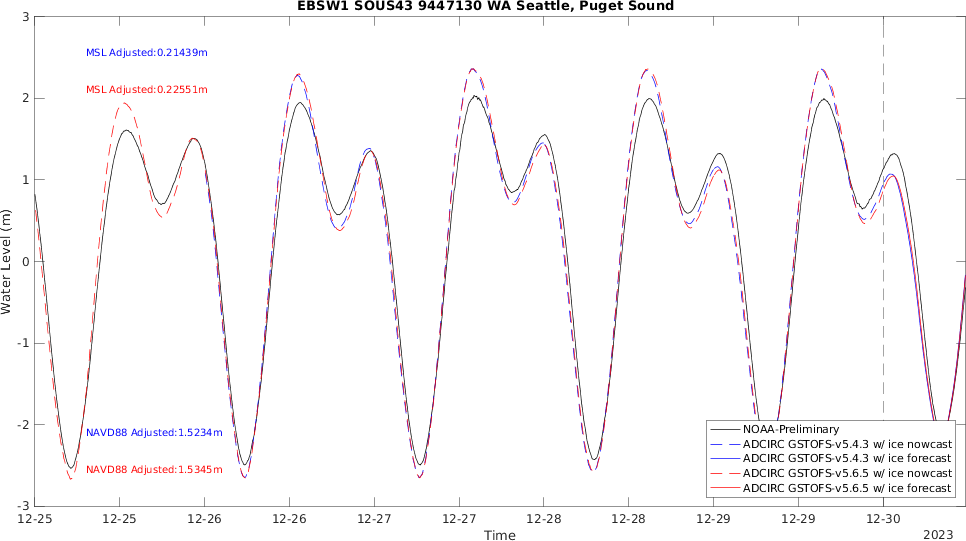 EBSW1 SOUS43 9447130 WA Seattle, Puget Sound
3
2
1
0
-1
-2
-3
Water Level (m)
MSL Adjusted:0.21439m
MSL Adjusted:0.22551m
NAVD88 Adjusted:1.5234m
NAVD88 Adjusted:1.5345m
NOAA-Preliminary
ADCIRC GSTOFS-v5.4.3 w/ ice nowcast
ADCIRC GSTOFS-v5.4.3 w/ ice forecast
ADCIRC GSTOFS-v5.6.5 w/ ice nowcast
ADCIRC GSTOFS-v5.6.5 w/ ice forecast
12-25 12-25 12-26 12-26 12-27 12-27 12-28 12-28 12-29 12-29 12-30
Time
2023